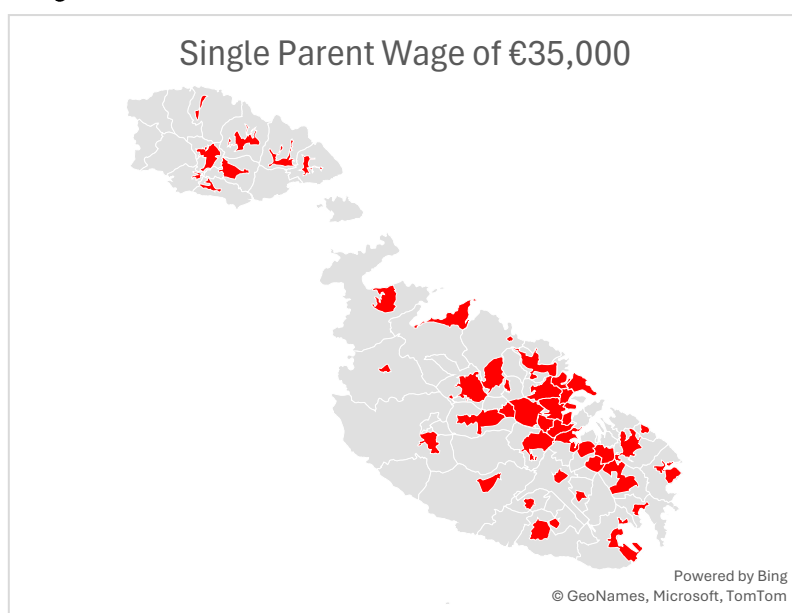 Single Parent Wage of €35,000
Powered by Bing
© GeoNames, Microsoft, TomTom